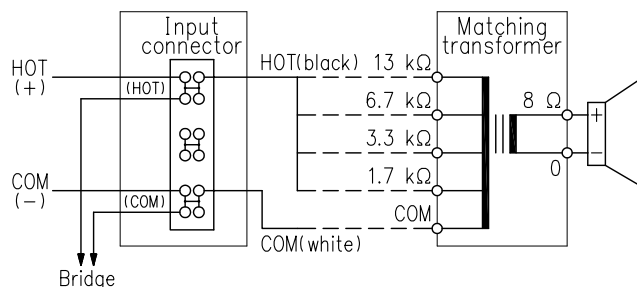 Input
connector
Matching
transformer
HOT
(+)
(HOT)
HOT(black)
13 kΩ
6.7 kΩ
8 Ω
+
3.3 kΩ
−
0
1.7 kΩ
COM
(−)
(COM)
COM
COM(white)
Bridge